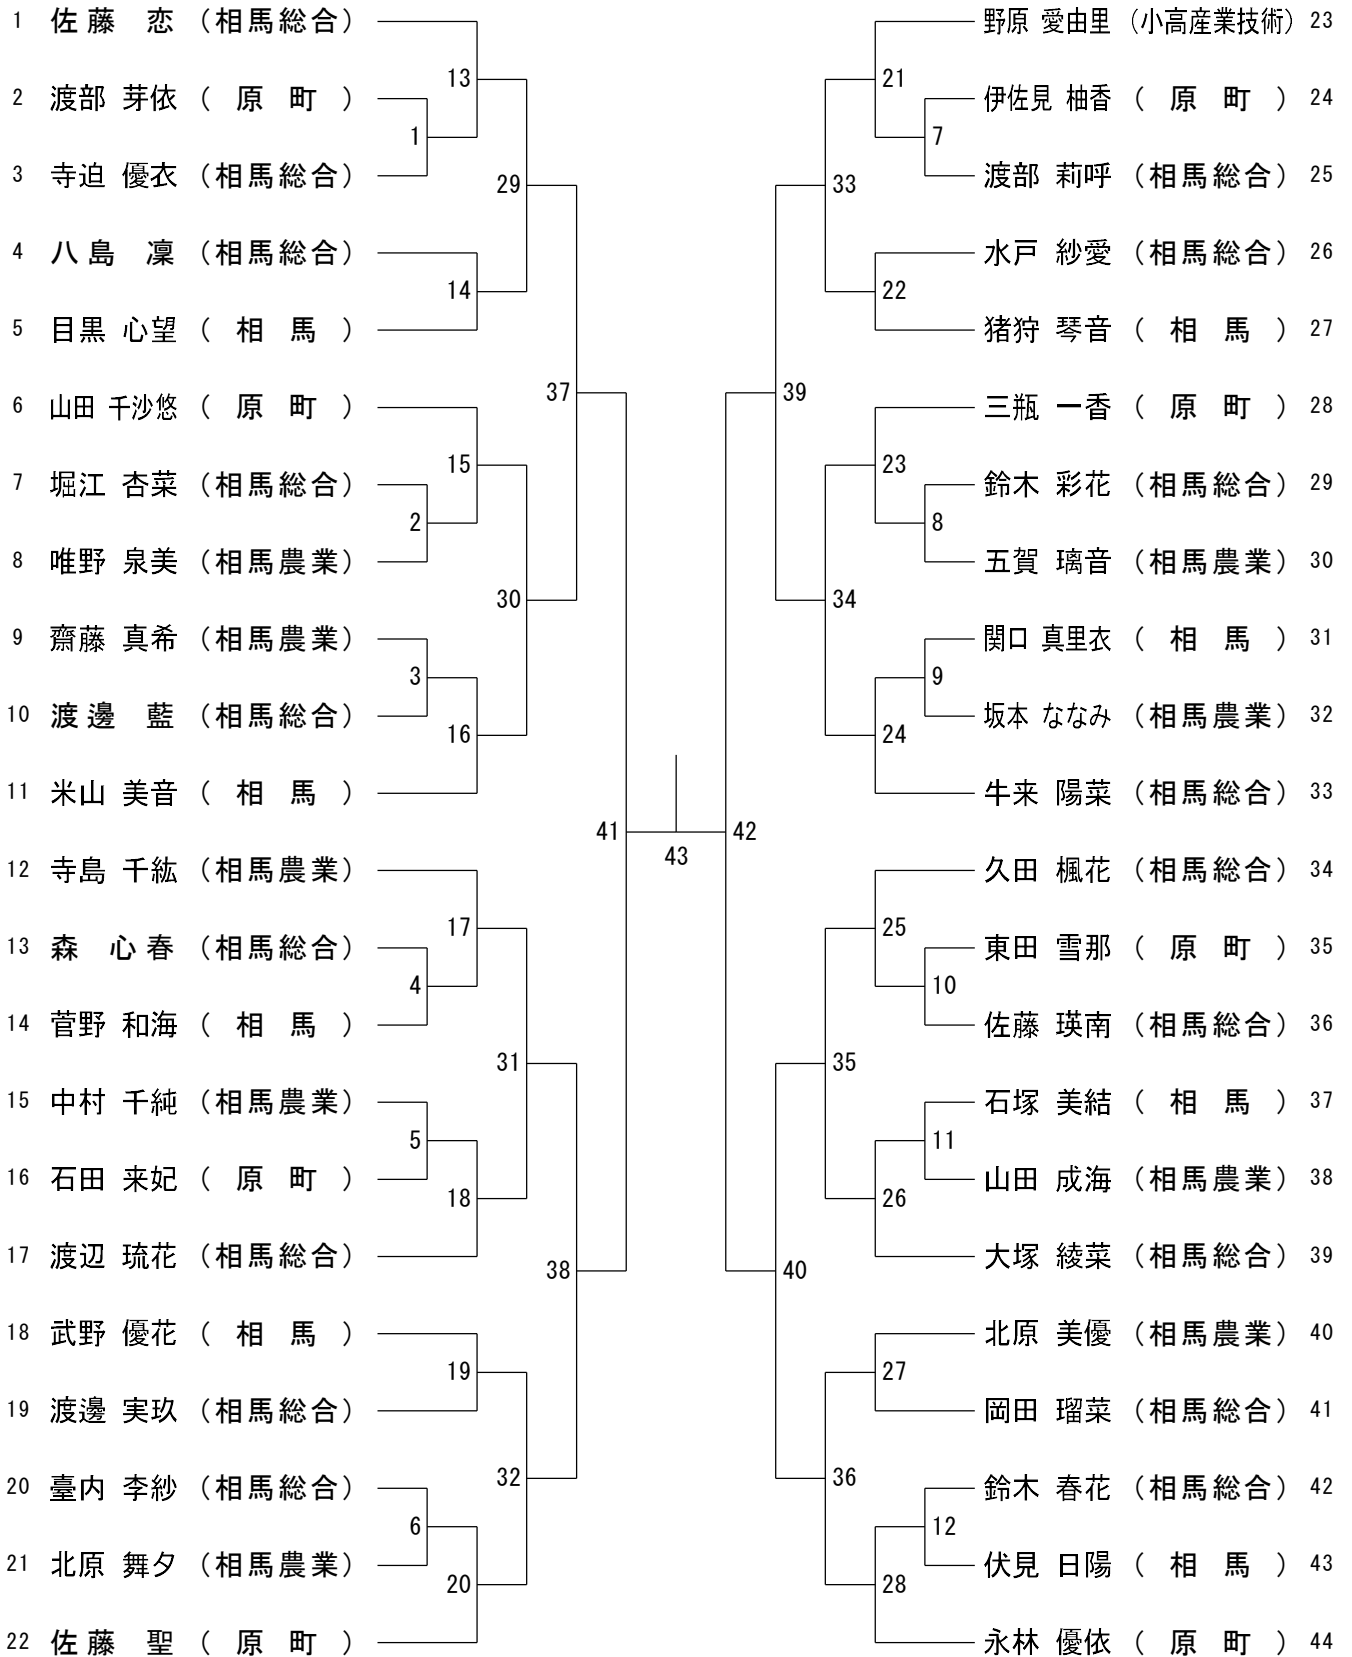 1 佐藤 恋 (相馬総合)
2 渡部 芽依 ( 原 町 )
3 寺迫 優衣 (相馬総合)
4 八島 凜 (相馬総合)
5 目黒 心望 ( 相 馬 )
6 山田 千沙悠 ( 原 町 )
7 堀江 杏菜 (相馬総合)
8 唯野 泉美 (相馬農業)
9 齋藤 真希 (相馬農業)
10 渡邊 藍 (相馬総合)
11 米山 美音 ( 相 馬 )
12 寺島 千紘 (相馬農業)
13 森 心春 (相馬総合)
14 菅野 和海 ( 相 馬 )
15 中村 千純 (相馬農業)
16 石田 来妃 ( 原 町 )
17 渡辺 琉花 (相馬総合)
18 武野 優花 ( 相 馬 )
19 渡邊 実玖 (相馬総合)
20 臺内 李紗 (相馬総合)
21 北原 舞夕 (相馬農業)
22 佐藤 聖 ( 原 町 )
13
1
29
14
37
15
2
30
3
16
41
17
4
31
5
18
38
19
32
6
20
43
21
7
33
22
39
23
8
34
9
24
42
25
10
35
11
26
40
27
36
12
28
野原 愛由里 (小高産業技術) 23
伊佐見 柚香 ( 原 町 ) 24
渡部 莉呼 (相馬総合) 25
水戸 紗愛 (相馬総合) 26
猪狩 琴音 ( 相 馬 ) 27
三瓶 一香 ( 原 町 ) 28
鈴木 彩花 (相馬総合) 29
五賀 璃音 (相馬農業) 30
関口 真里衣 ( 相 馬 ) 31
坂本 ななみ (相馬農業) 32
牛来 陽菜 (相馬総合) 33
久田 楓花 (相馬総合) 34
東田 雪那 ( 原 町 ) 35
佐藤 瑛南 (相馬総合) 36
石塚 美結 ( 相 馬 ) 37
山田 成海 (相馬農業) 38
大塚 綾菜 (相馬総合) 39
北原 美優 (相馬農業) 40
岡田 瑠菜 (相馬総合) 41
鈴木 春花 (相馬総合) 42
伏見 日陽 ( 相 馬 ) 43
永林 優依 ( 原 町 ) 44